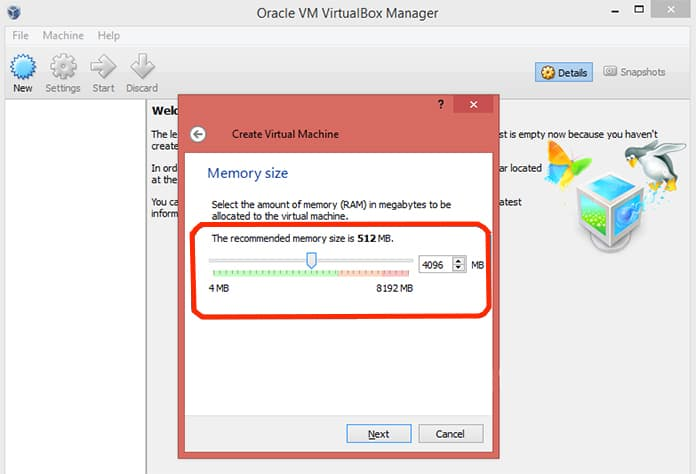 Oracle VM VirtualBox Manager
File Machine Help
New Settings Start Discard
Details Snapshots
Wel
The le
st is empty now because you haven't
create
In ord
ar located
at the
You ca
atest
inform
?
Create Virtual Machine
Memory size
Select the amount of memory (RAM) in megabytes to be
allocated to the virtual machine.
The recommended memory size is 512 MB.
4096 MB
4 MB 8192 MB
Next Cancel